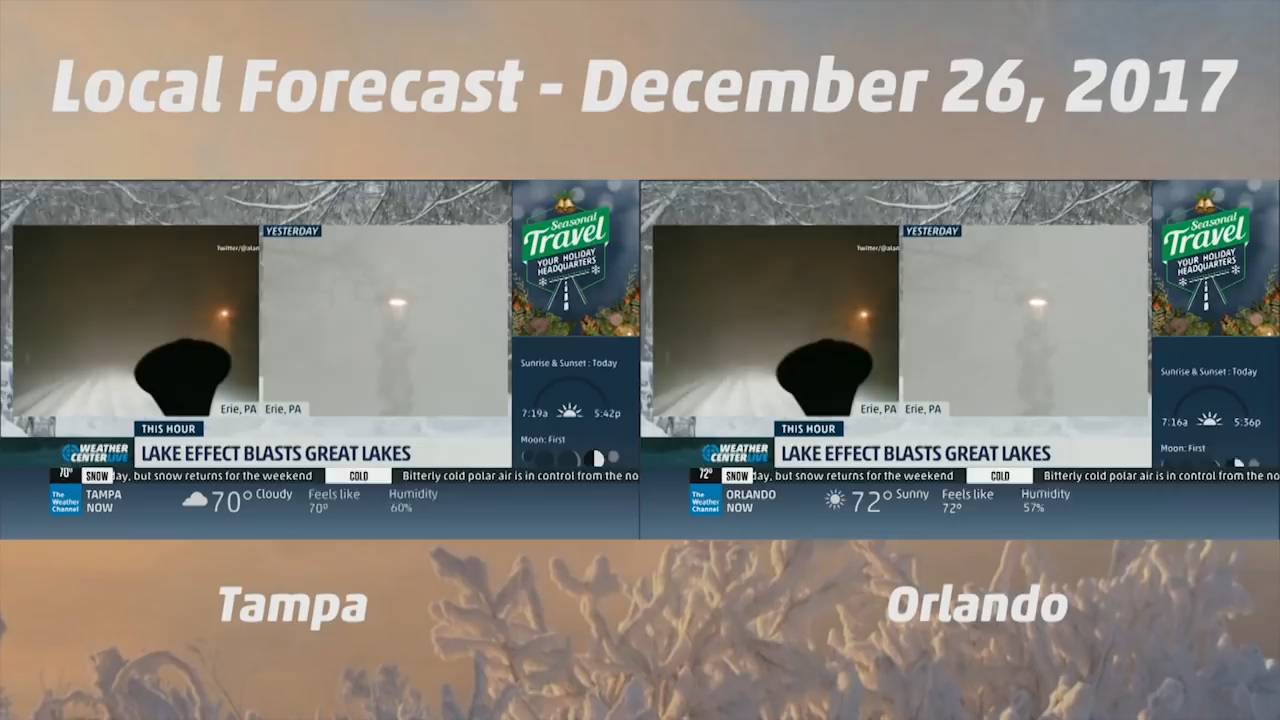 Local Forecast - December 26, 2017
Twitter/@alan
YESTERDAY
Erie, PA
Erie, PA
Seasonal
Travel
YOUR HOLIDAY
HEADQUARTERS
Sunrise & Sunset : Today
7:19a
5:42p
Moon: First
THIS HOUR
WEATHER
CENTER LIVE
LAKE EFFECT BLASTS GREAT LAKES
70°
SNOW
day, but snow returns for the weekend
COLD
Bitterly cold polar air is in control from the no
The
Weather
Channel
TAMPA
NOW
70° Cloudy
Feels like
70°
Humidity
60%
Twitter/@alan
YESTERDAY
Erie, PA
Erie, PA
Seasonal
Travel
YOUR HOLIDAY
HEADQUARTERS
Sunrise & Sunset : Today
7:16a
5:36p
Moon: First
THIS HOUR
WEATHER
CENTER LIVE
LAKE EFFECT BLASTS GREAT LAKES
72°
SNOW
day, but snow returns for the weekend
COLD
Bitterly cold polar air is in control from the no
The
Weather
Channel
ORLANDO
NOW
72° Sunny
Feels like
72°
Humidity
57%
Tampa
Orlando